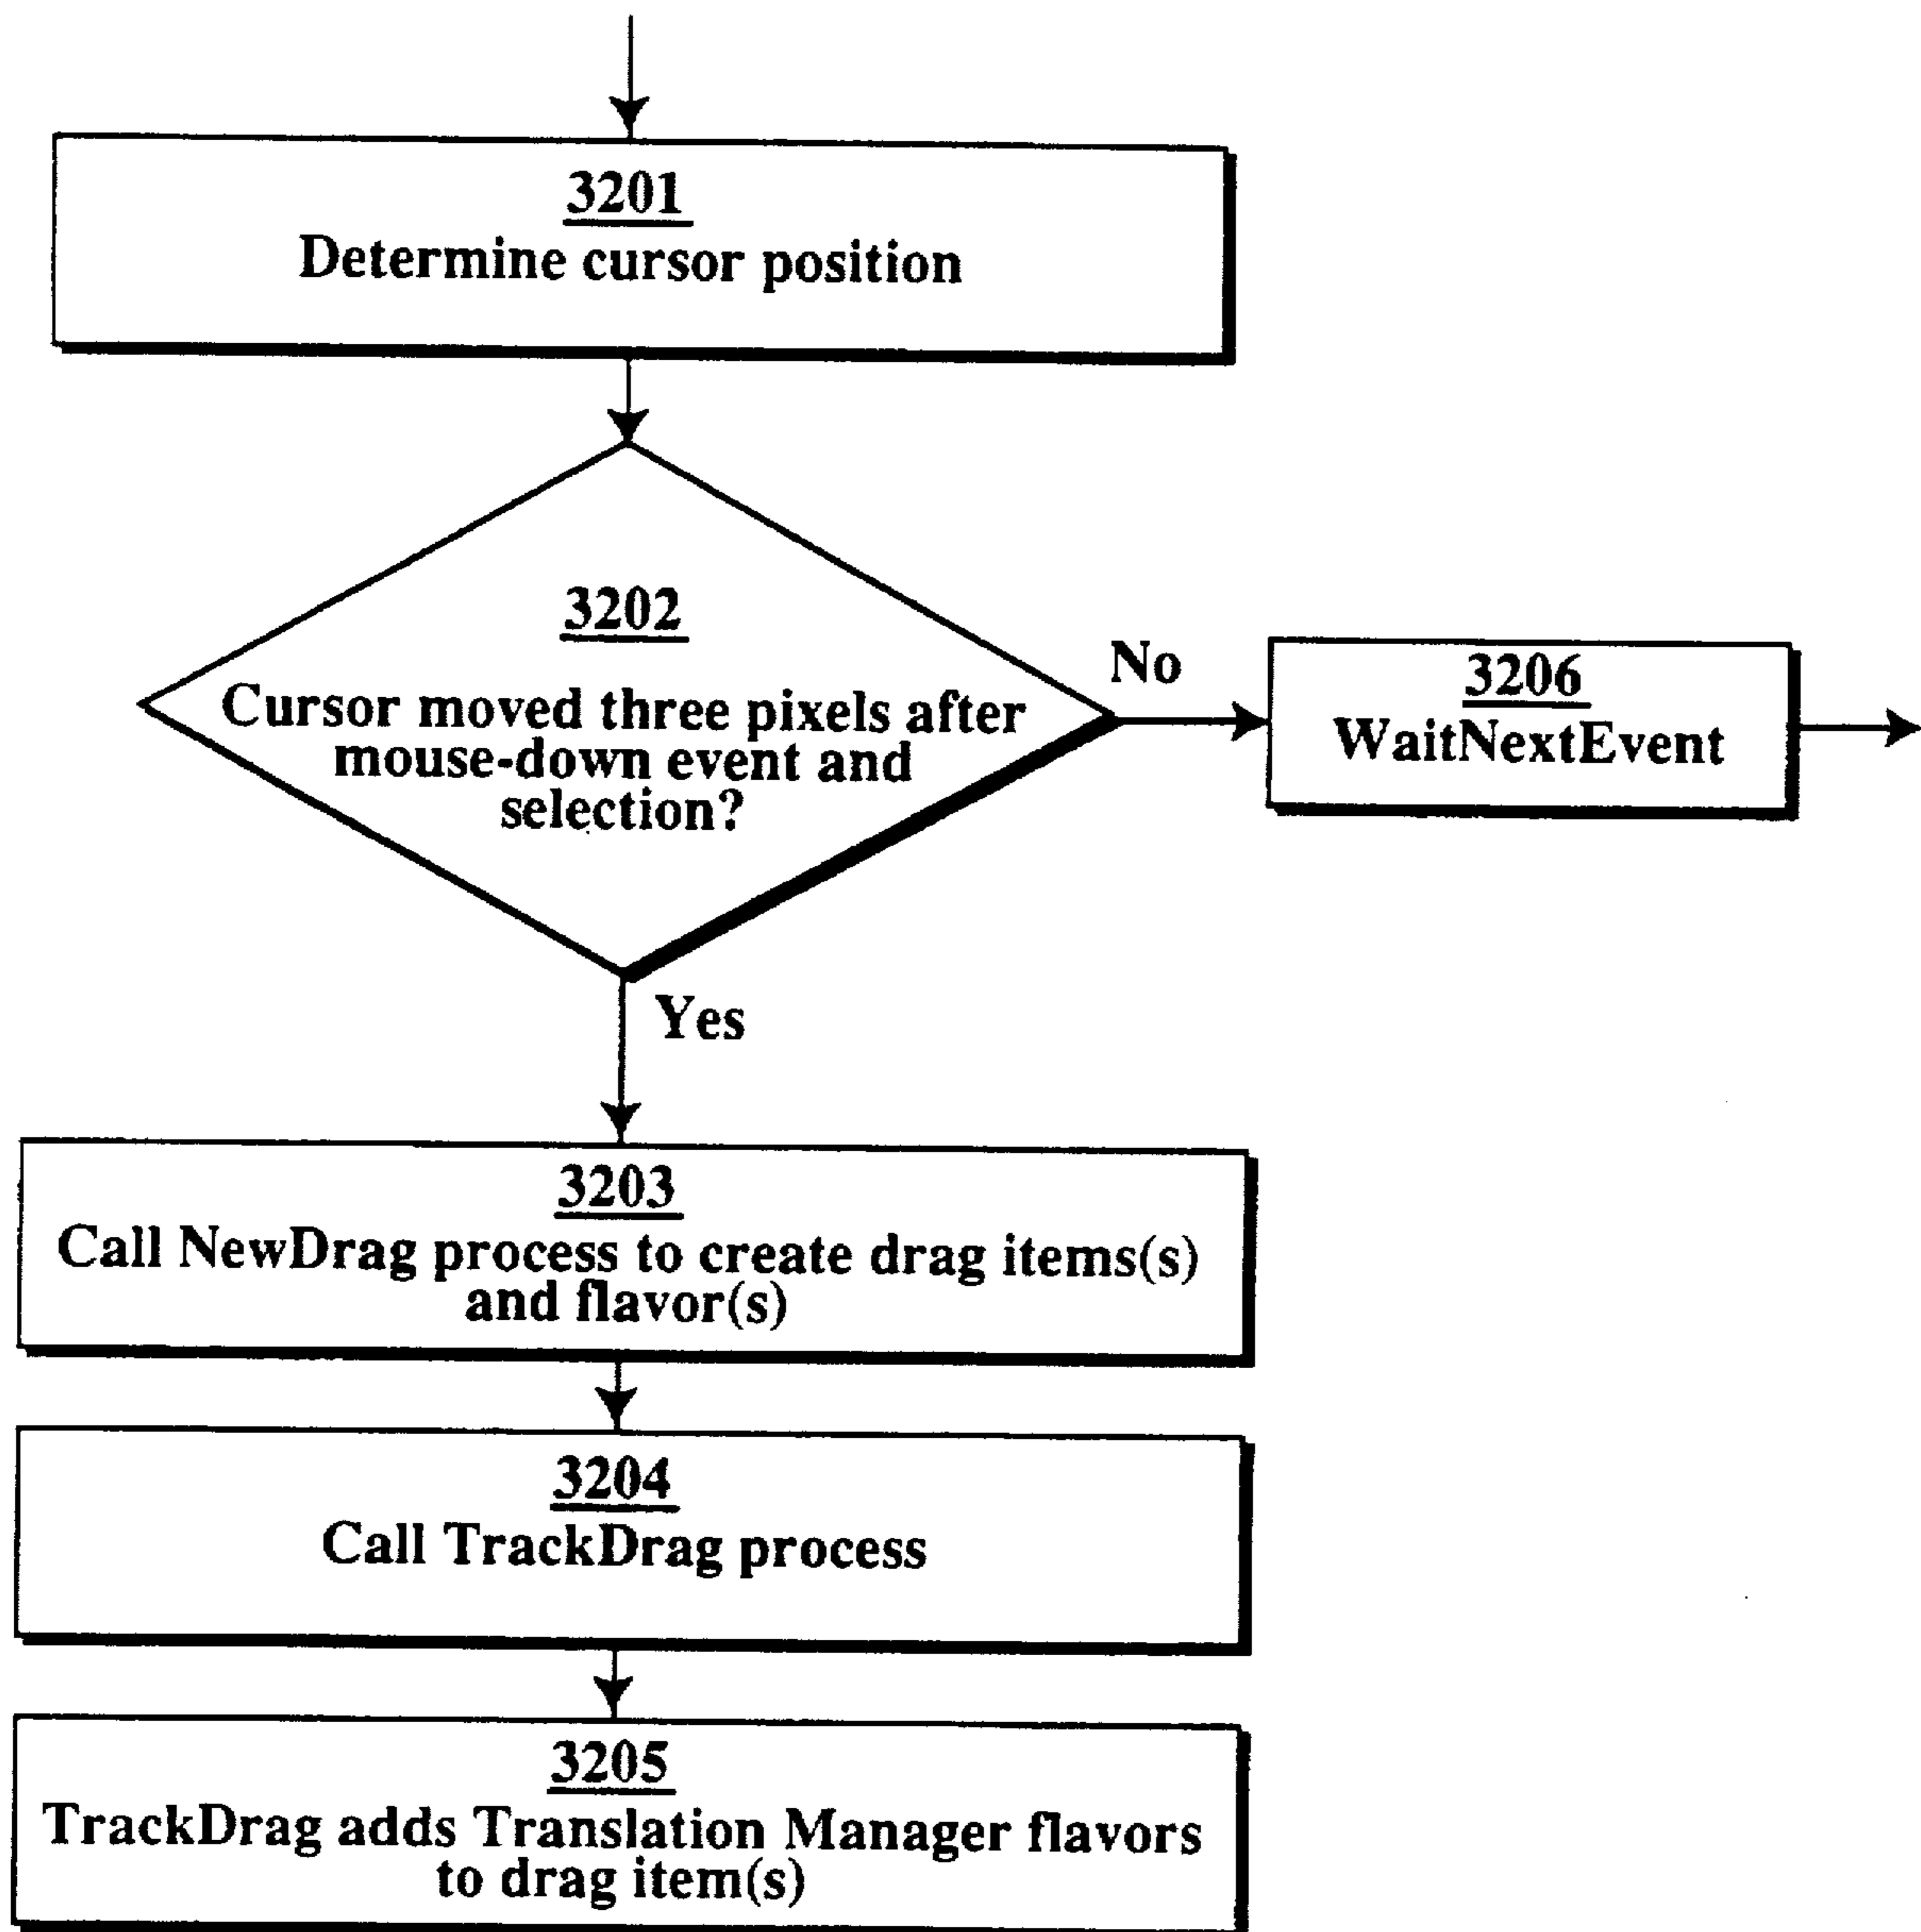 3201
Determine cursor position
3202
Cursor moved three pixels after
mouse-down event and
selection?
No
3206
WaitNextEvent
Yes
3203
Call NewDrag process to create drag items(s)
and flavor(s)
3204
Call TrackDrag process
3205
TrackDrag adds Translation Manager flavors
to drag item(s)